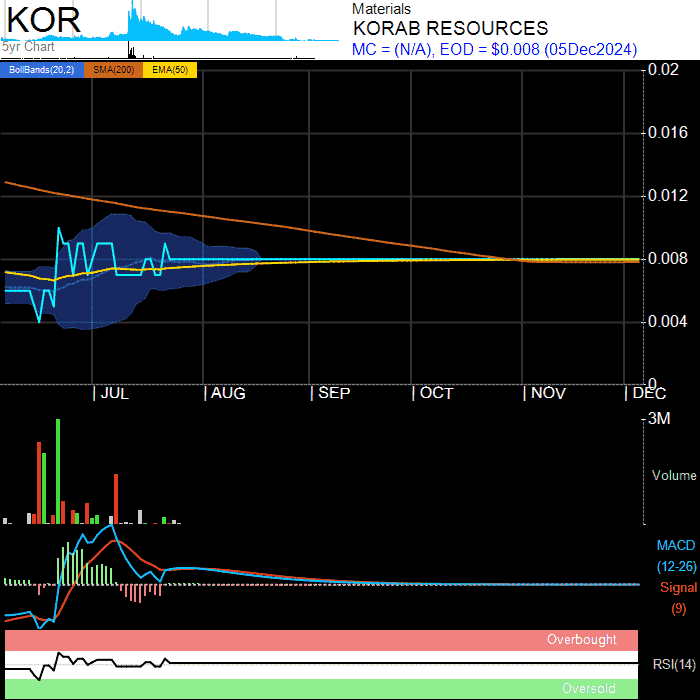 KOR
5yr Chart
Materials
KORAB RESOURCES
MC = (N/A), EOD = $0.008 (05Dec2024)
BollBands(20,2) SMA(200) EMA(50)
0.02
0.016
0.012
0.008
0.004
0
JUL AUG SEP OCT NOV DEC
3M
Volume
MACD
(12-26)
Signal
(9)
Overbought
RSI(14)
Oversold